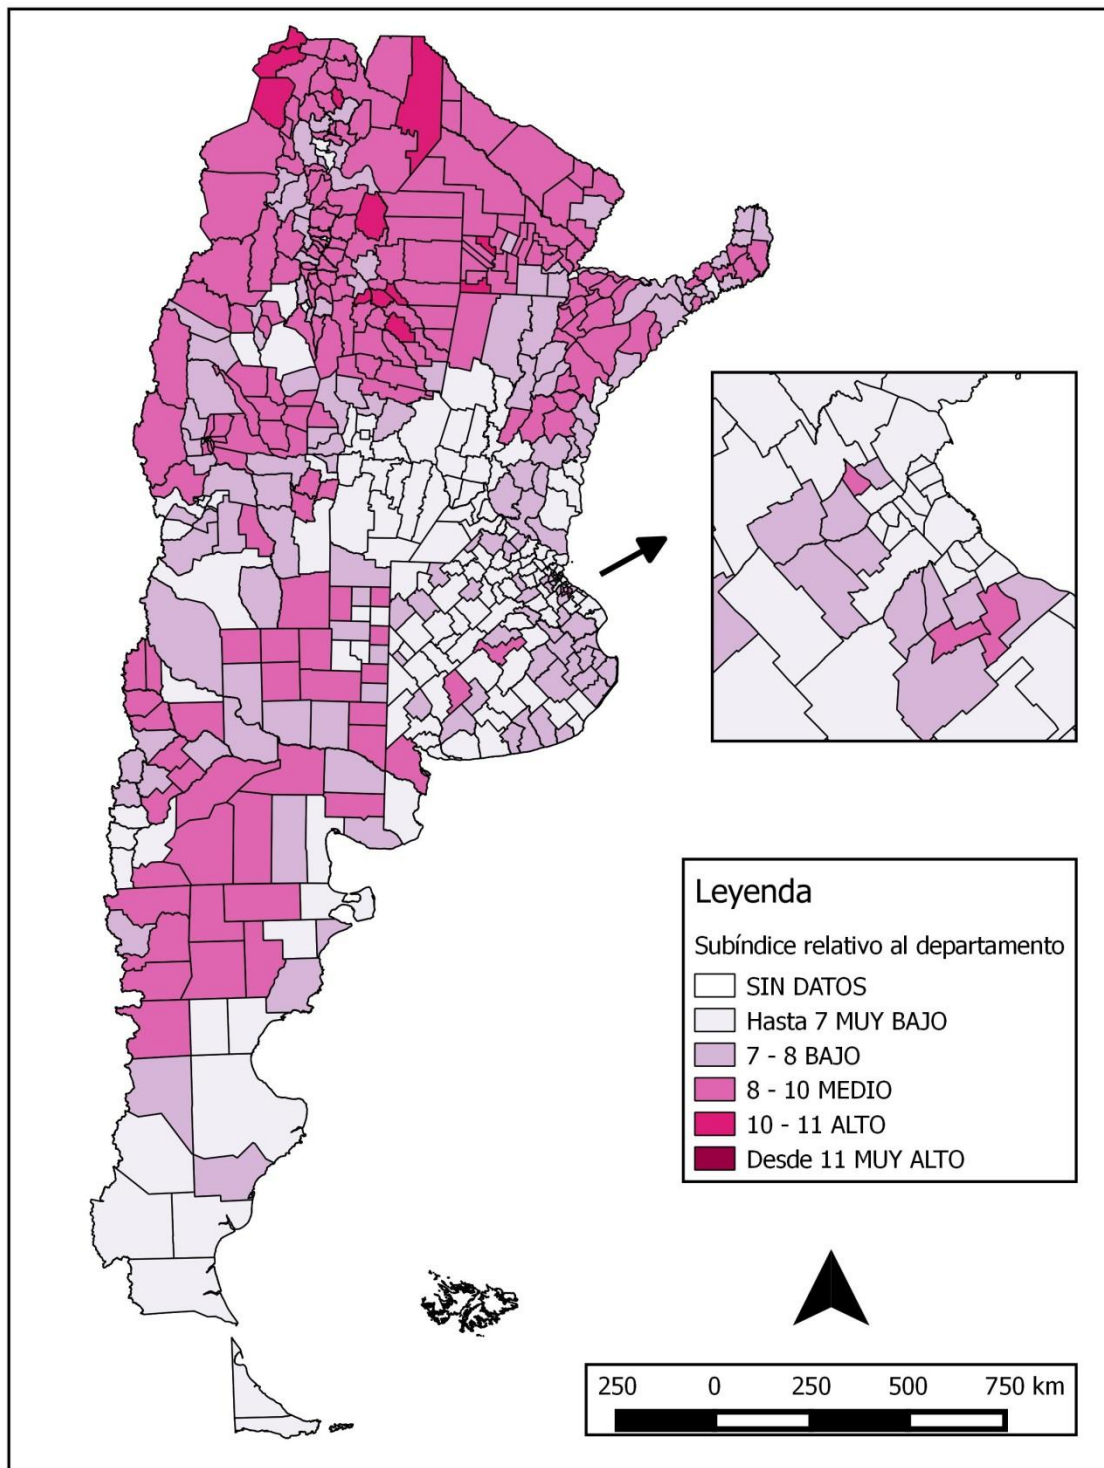 Leyenda
Subíndice relativo al departamento
SIN DATOS
Hasta 7 MUY BAJO
7 - 8 BAJO
8 - 10 MEDIO
10 - 11 ALTO
Desde 11 MUY ALTO
250 0 250 500 750 km